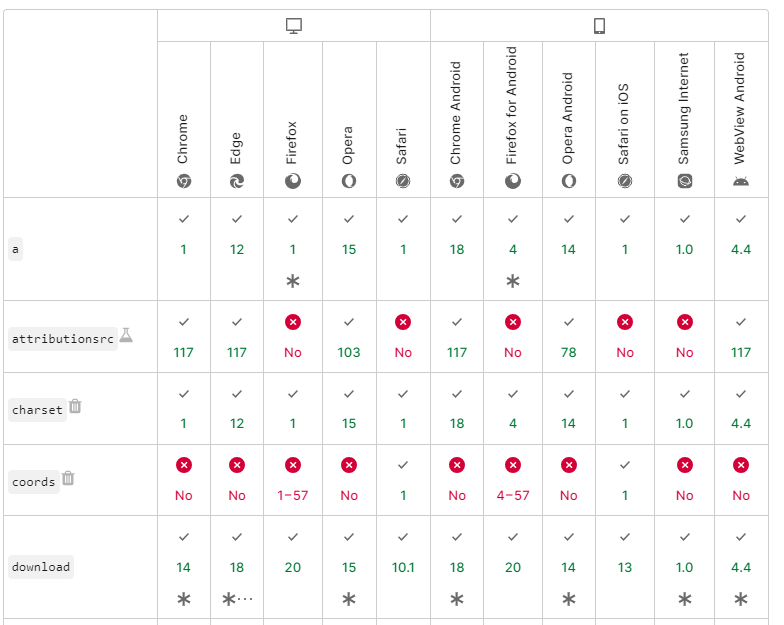 Chrome Edge Firefox Opera Safari Chrome Android Firefox for Android Opera Android Safari on iOS Samsung Internet WebView Android
a 1 12 1 15 1 18 4 14 1 1.0 4.4
* *
attributionsrc 117 117 No 103 No 117 No 78 No No 117
charset 1 12 1 15 1 18 4 14 1 1.0 4.4
coords No No 1–57 No 1 No 4–57 No 1 No No
download 14 18 20 15 10.1 18 20 14 13 1.0 4.4
* *... * * * * *